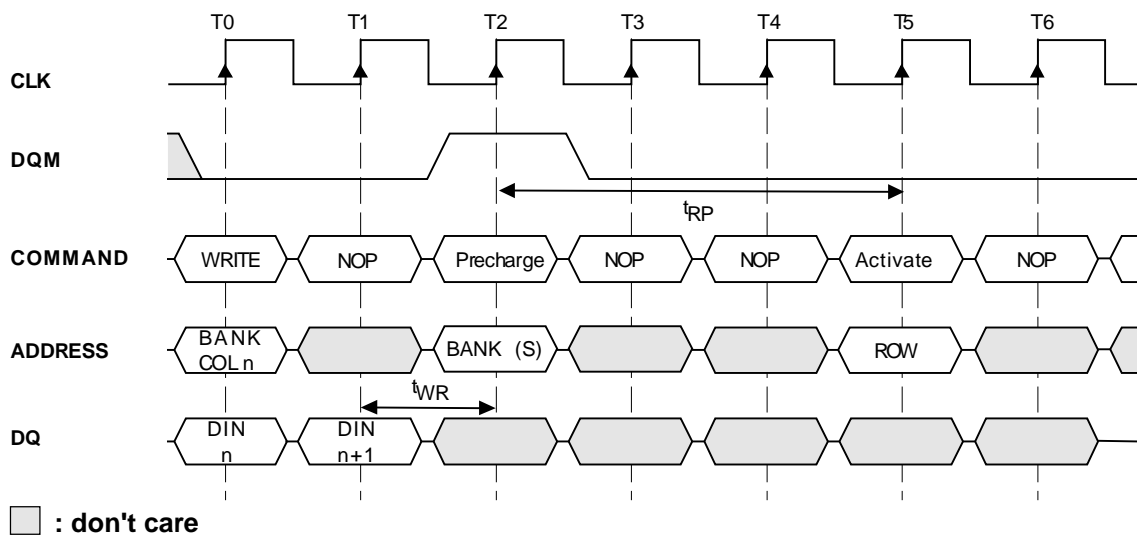 T0 T1 T2 T3 T4 T5 T6
CLK
DQM
tRP
COMMAND WRITE NOP Precharge NOP NOP Activate NOP
ADDRESS BANK COL n BANK (S) ROW
tWR
DQ DIN n DIN n+1
: don't care